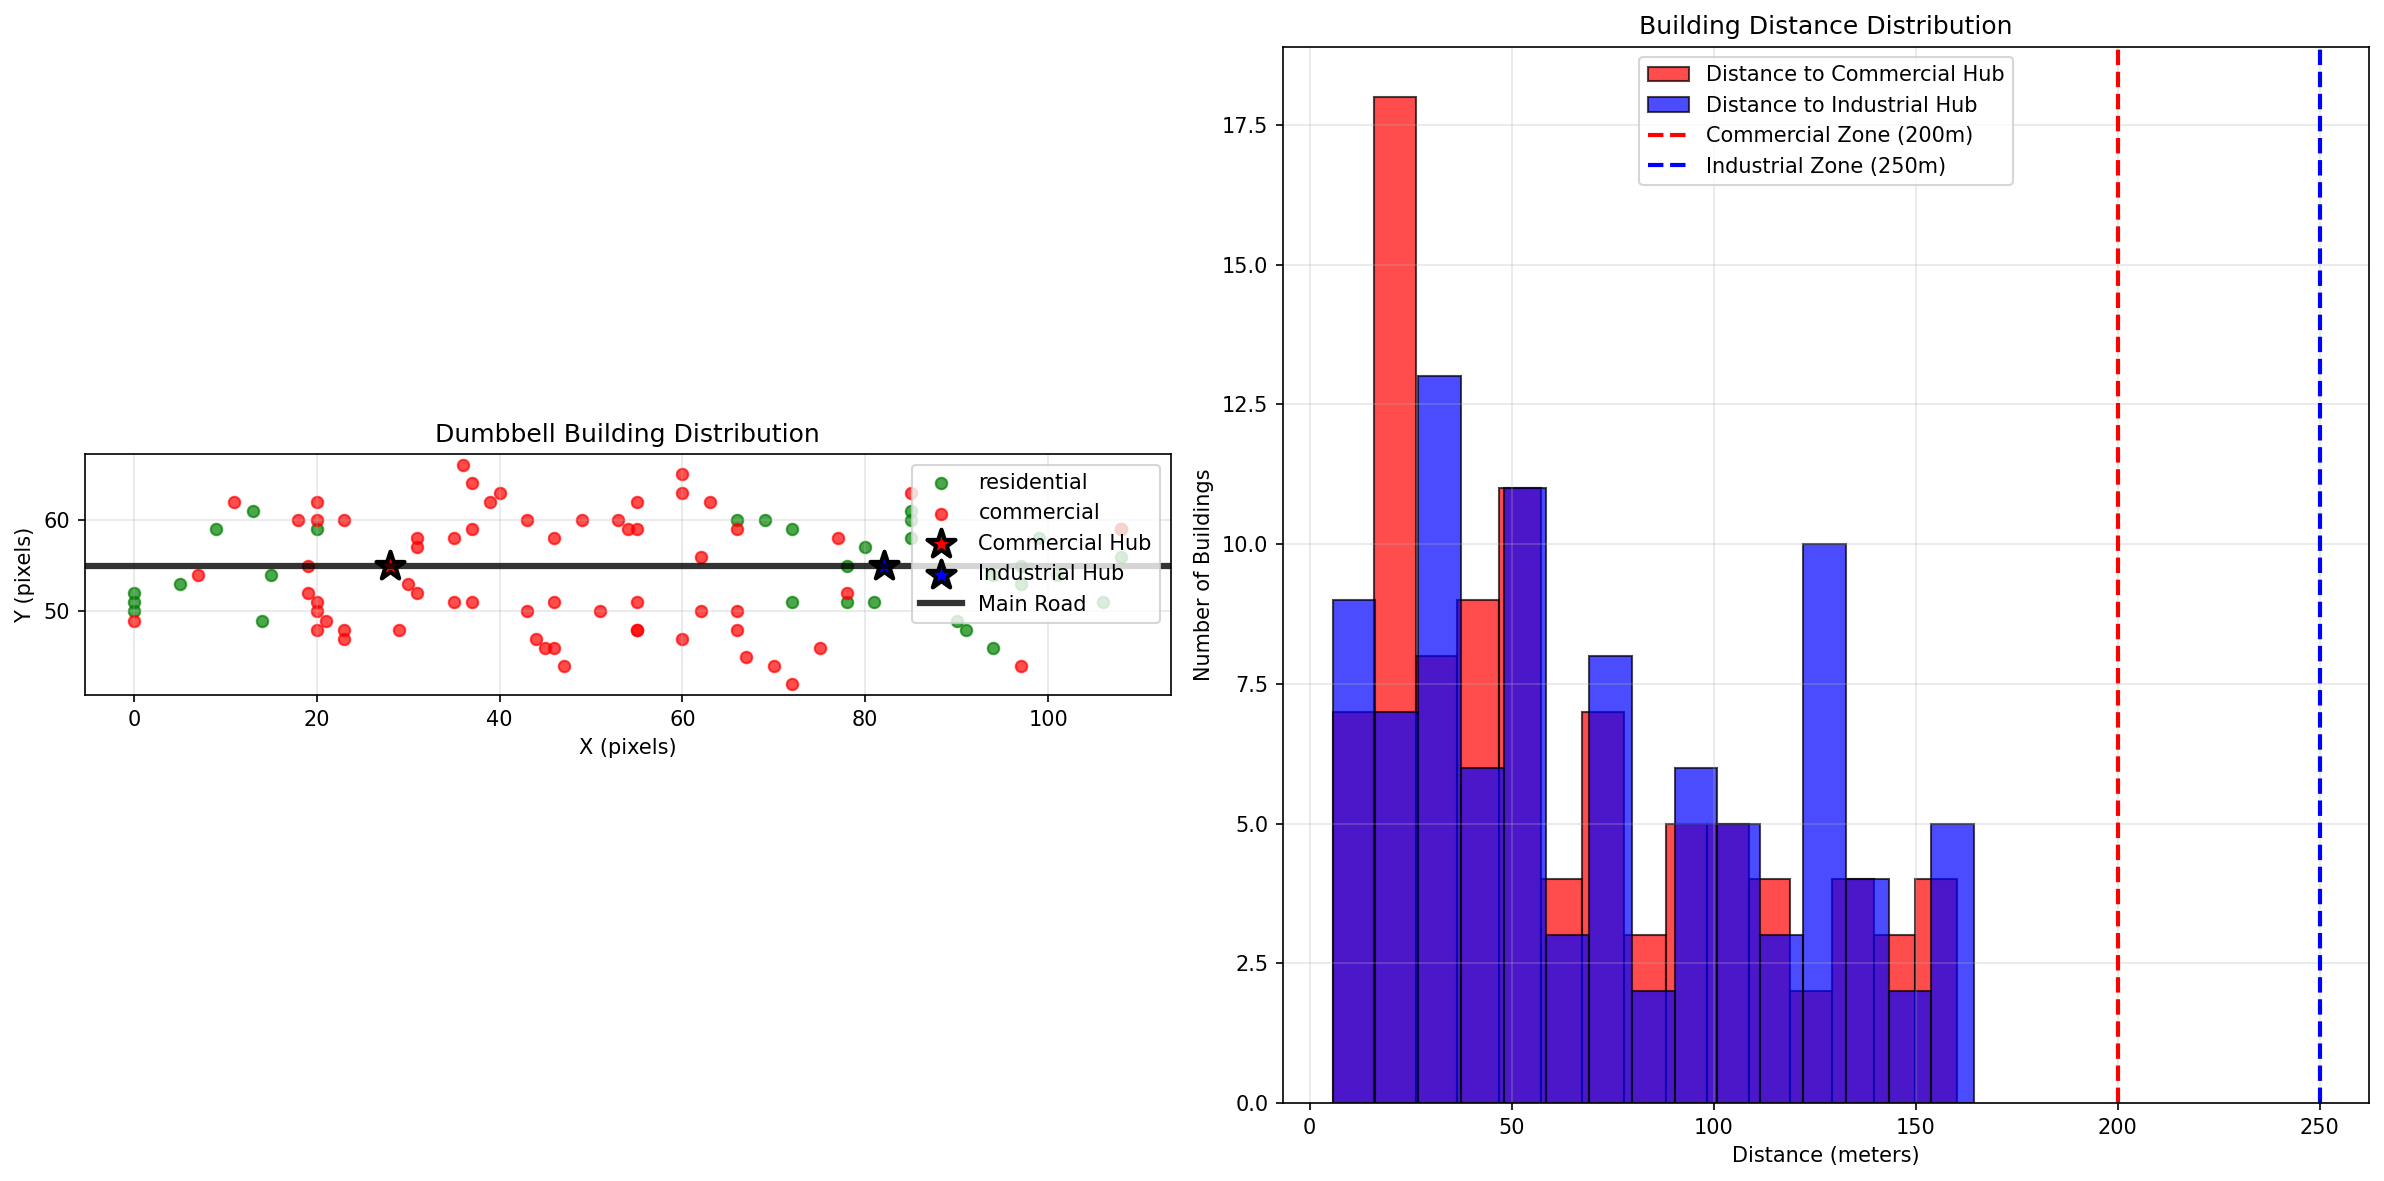 Dumbbell Building Distribution
residential
commercial
Commercial Hub
Industrial Hub
Main Road
60
50
Y (pixels)
0 20 40 60 80 100
X (pixels)
Building Distance Distribution
Distance to Commercial Hub
Distance to Industrial Hub
Commercial Zone (200m)
Industrial Zone (250m)
17.5
15.0
12.5
10.0
7.5
5.0
2.5
0.0
Number of Buildings
0 50 100 150 200 250
Distance (meters)